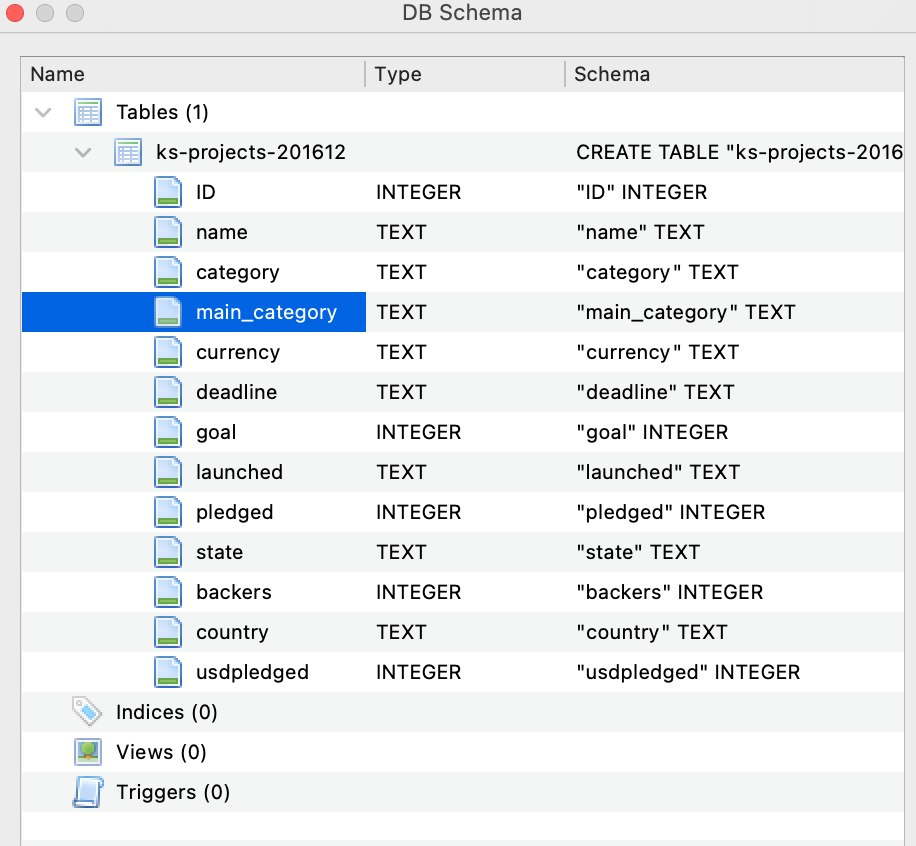 DB Schema
Name Type Schema
Tables (1)
ks-projects-201612 CREATE TABLE "ks-projects-2016
ID INTEGER "ID" INTEGER
name TEXT "name" TEXT
category TEXT "category" TEXT
main_category TEXT "main_category" TEXT
currency TEXT "currency" TEXT
deadline TEXT "deadline" TEXT
goal INTEGER "goal" INTEGER
launched TEXT "launched" TEXT
pledged INTEGER "pledged" INTEGER
state TEXT "state" TEXT
backers INTEGER "backers" INTEGER
country TEXT "country" TEXT
usdpledged INTEGER "usdpledged" INTEGER
Indices (0)
Views (0)
Triggers (0)